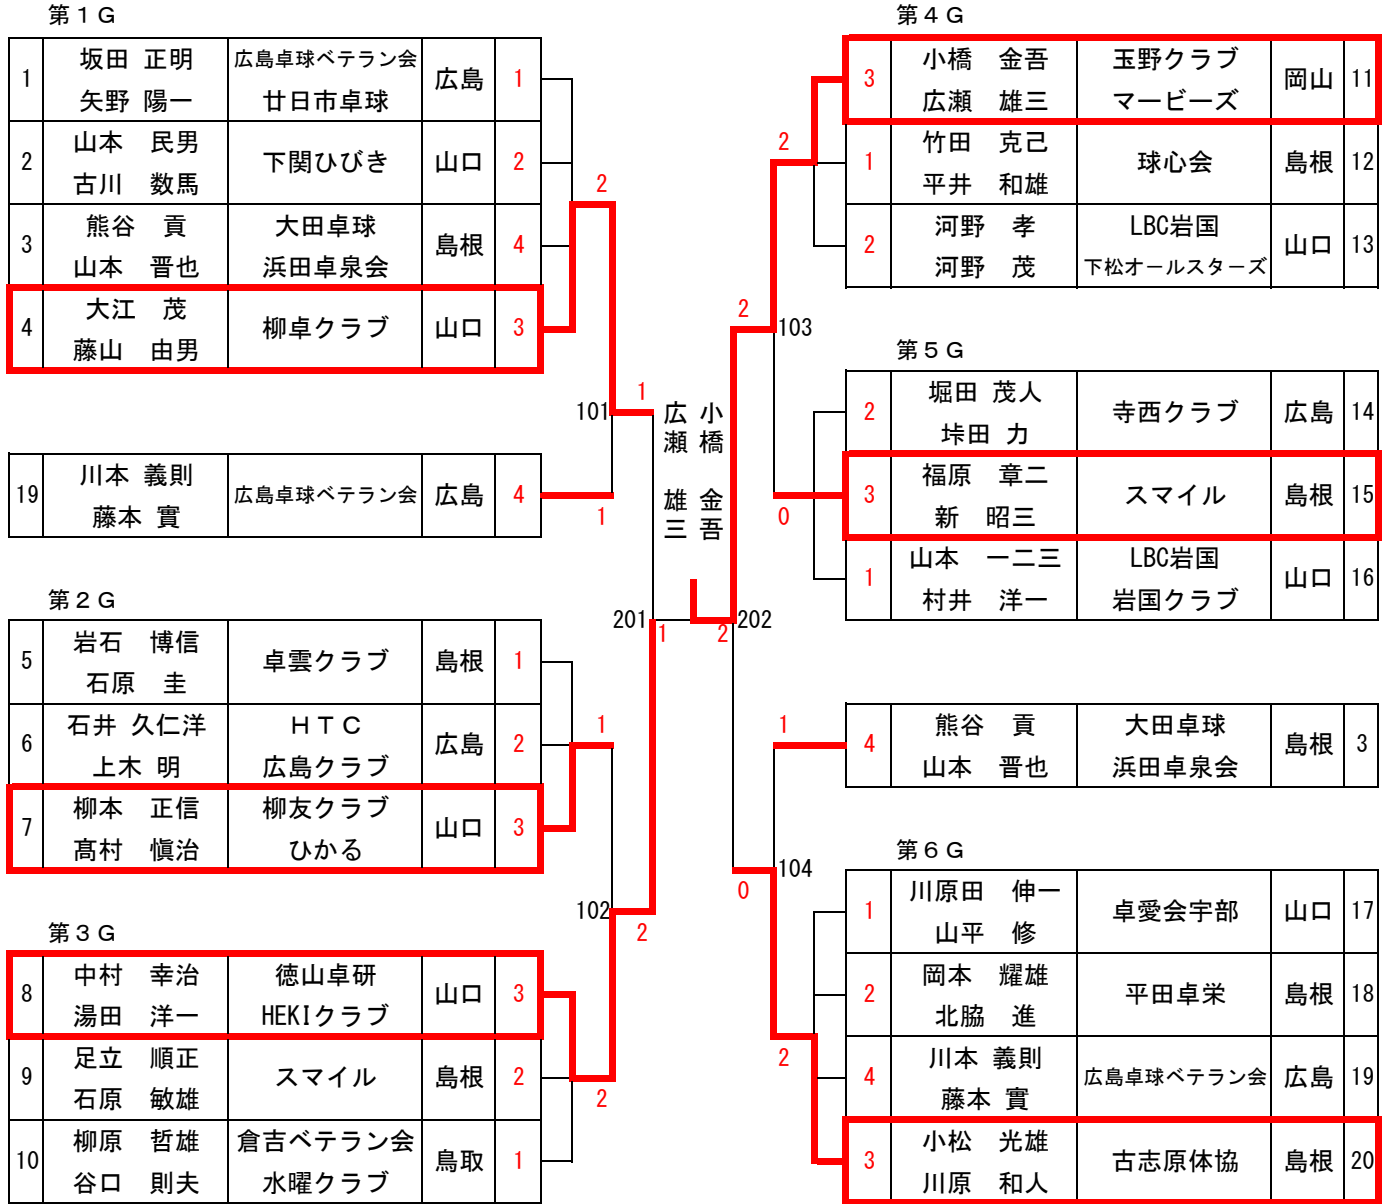 第１Ｇ
1 坂田 正明 広島卓球ベテラン会 広島 1
矢野 陽一 廿日市卓球
2 山本 民男 下関ひびき 山口 2
古川 数馬
3 熊谷 貢 大田卓球 島根 4
山本 晋也 浜田卓泉会
4 大江 茂 柳卓クラブ 山口 3
藤山 由男
2
101
1
19 川本 義則 広島卓球ベテラン会 広島 4
藤本 實
1
第２Ｇ
5 岩石 博信 卓雲クラブ 島根 1
石原 圭
6 石井 久仁洋 ＨＴＣ 広島 2
上木 明 広島クラブ
7 柳本 正信 柳友クラブ 山口 3
髙村 愼治 ひかる
1
102
2
第３Ｇ
8 中村 幸治 徳山卓研 山口 3
湯田 洋一 HEKIクラブ
9 足立 順正 スマイル 島根 2
石原 敏雄
10 柳原 哲雄 倉吉ベテラン会 鳥取 1
谷口 則夫 水曜クラブ
2
201
1
小橋 金吾
広瀬 雄三
2
202
第４Ｇ
3 小橋 金吾 玉野クラブ 岡山 11
広瀬 雄三 マービーズ
1 竹田 克己 球心会 島根 12
平井 和雄
2 河野 孝 LBC岩国 山口 13
河野 茂 下松オールスターズ
2
2
103
第５Ｇ
2 堀田 茂人 寺西クラブ 広島 14
垰田 力
3 福原 章二 スマイル 島根 15
新 昭三
1 山本 一二三 LBC岩国 山口 16
村井 洋一 岩国クラブ
0
1
4 熊谷 貢 大田卓球 島根 3
山本 晋也 浜田卓泉会
104
0
第６Ｇ
1 川原田 伸一 卓愛会宇部 山口 17
山平 修
2 岡本 耀雄 平田卓栄 島根 18
北脇 進
4 川本 義則 広島卓球ベテラン会 広島 19
藤本 實
3 小松 光雄 古志原体協 島根 20
川原 和人
2